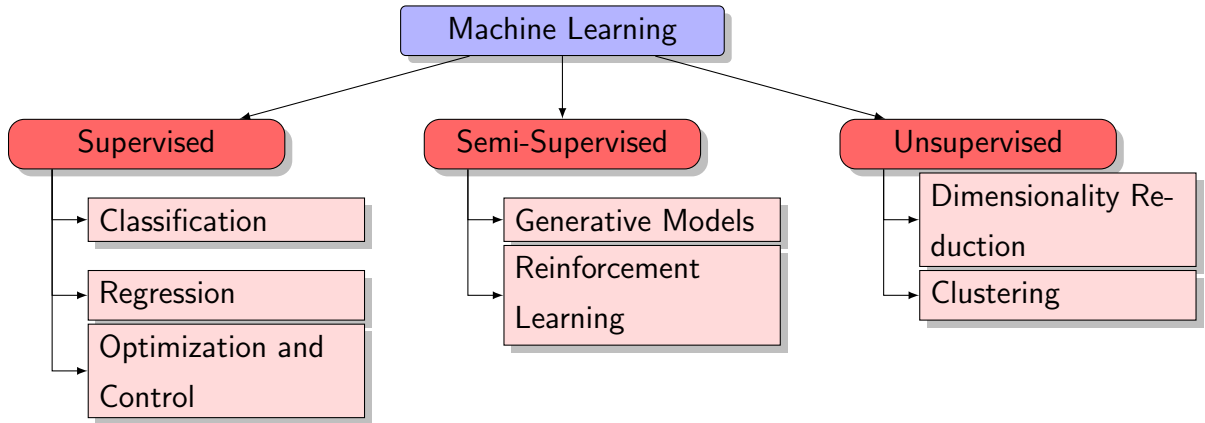 Machine Learning
Supervised
Semi-Supervised
Unsupervised
Classification
Regression
Optimization and
Control
Generative Models
Reinforcement
Learning
Dimensionality Re-
duction
Clustering